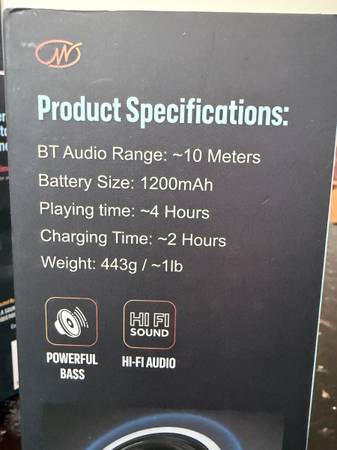 Product Specifications:
BT Audio Range: ~10 Meters
Battery Size: 1200mAh
Playing time: ~4 Hours
Charging Time: ~2 Hours
Weight: 443g / ~1lb
HI FI
SOUND
POWERFUL
BASS
HI-FI AUDIO